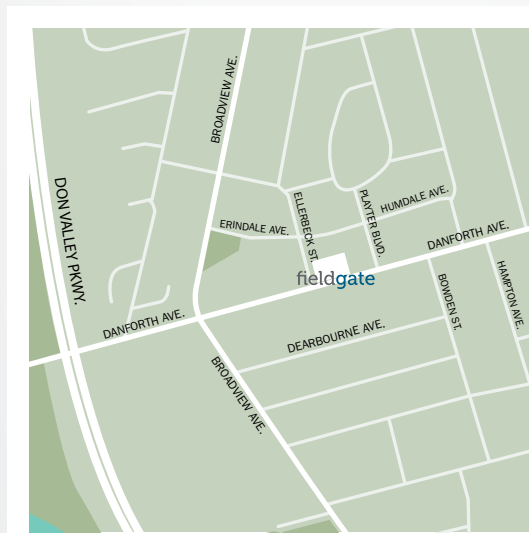 BROADVIEW AVE.
DON VALLEY PKWY.
ELLERBECK ST.
PLAYTER BLVD.
HUMDALE AVE.
ERINDALE AVE.
DANFORTH AVE.
fieldgate
BOWDEN ST.
HAMPTON AVE.
DANFORTH AVE.
DEARBOURNE AVE.
BROADVIEW AVE.